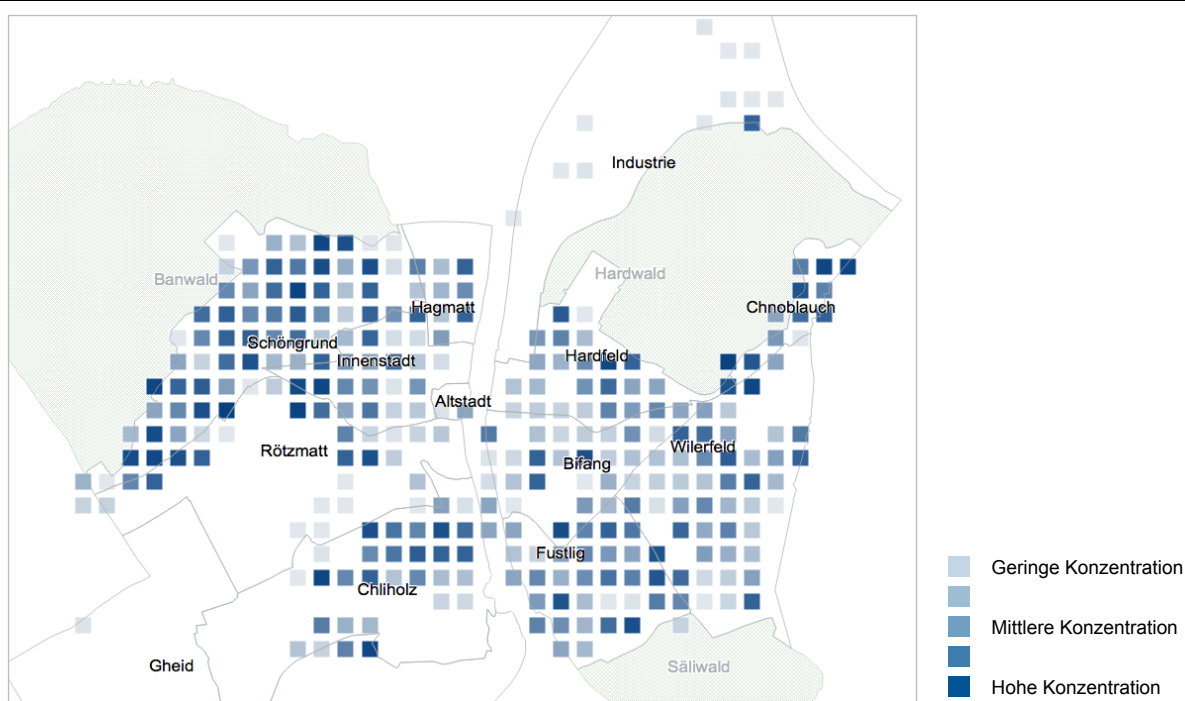 Industrie
Banwald
Hardwald
Hagmatt
Chnoblauch
Schöngrund
Innenstadt
Hardfeld
Altstadt
Rötzmatt
Bifang
Wilerfeld
Fustlig
Chliholz
Gheid
Säliwald
Geringe Konzentration
Mittlere Konzentration
Hohe Konzentration